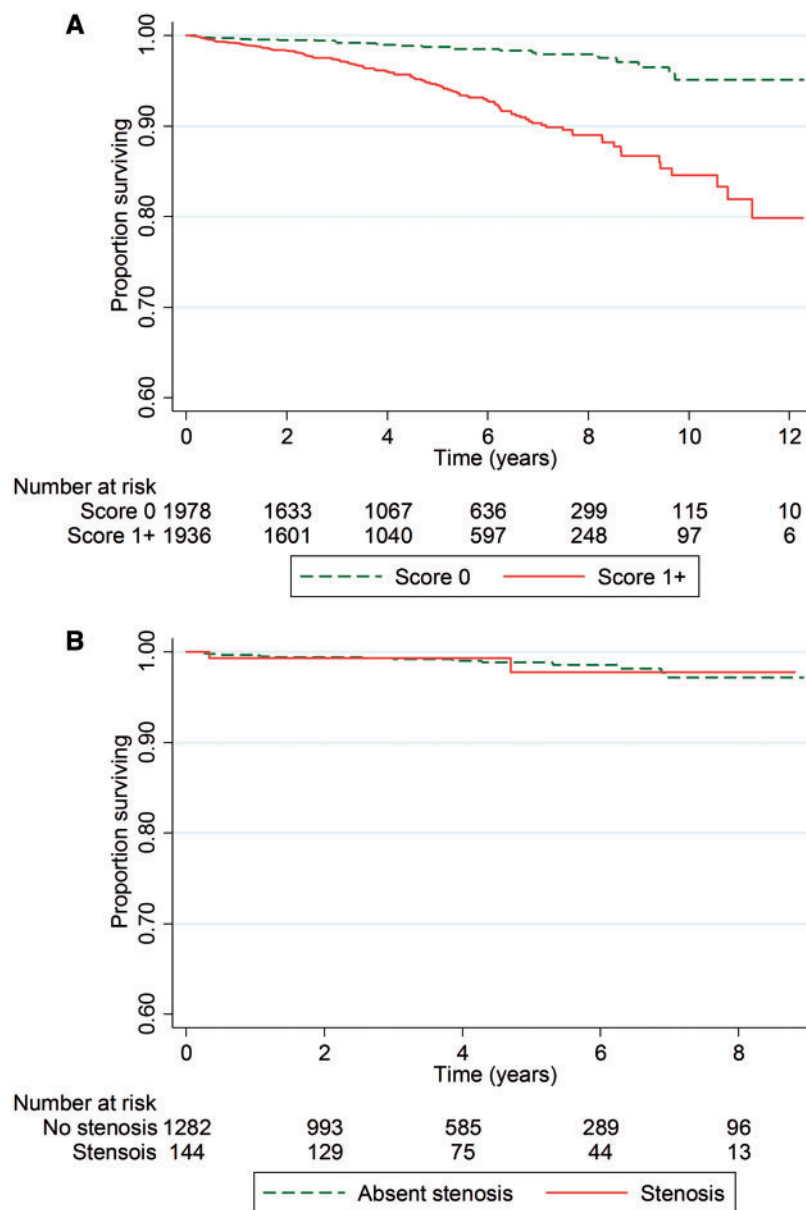 A
Proportion surviving
1.00
0.90
0.80
0.70
0.60
0 2 4 6 8 10 12
Time (years)
Number at risk
Score 0 1978 1633 1067 636 299 115 10
Score 1+ 1936 1601 1040 597 248 97 6
Score 0 Score 1+
B
Proportion surviving
1.00
0.90
0.80
0.70
0.60
0 2 4 6 8
Time (years)
Number at risk
No stenosis 1282 993 585 289 96
Stensois 144 129 75 44 13
Absent stenosis Stenosis